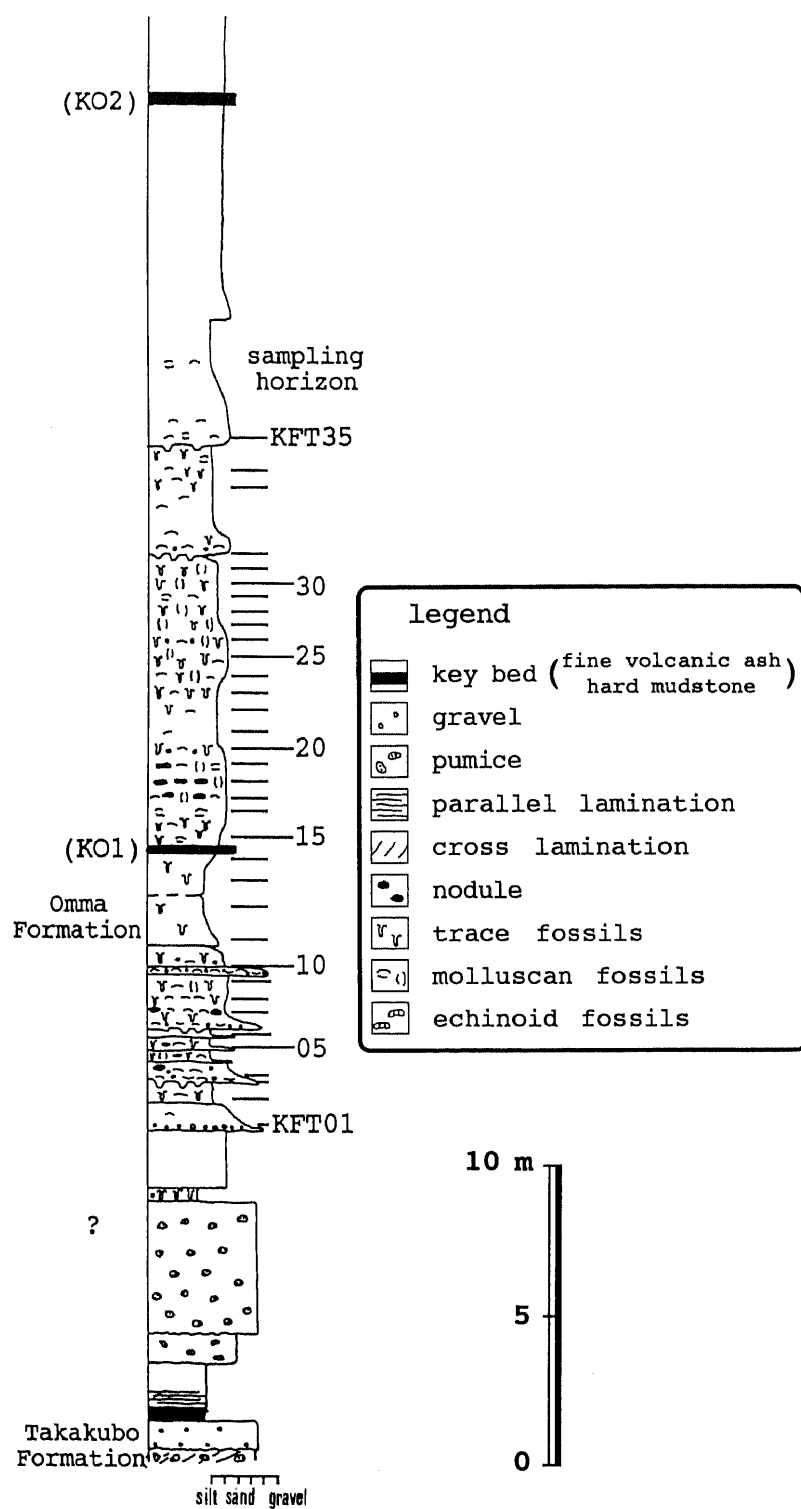 (KO2)
sampling
horizon
KFT35
30
25
20
15
(KO1)
Omma
Formation
10
05
KFT01
?
Takakubo
Formation
silt sand gravel
legend
key bed (fine volcanic ash
hard mudstone)
gravel
pumice
parallel lamination
cross lamination
nodule
trace fossils
molluscan fossils
echinoid fossils
10 m
5
0